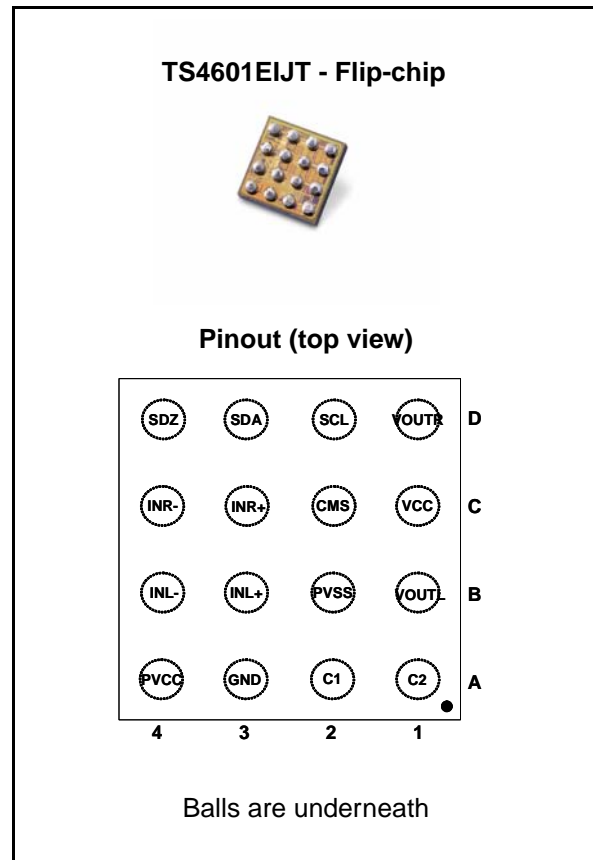 TS4601EIJT - Flip-chip
Pinout (top view)
SDZ SDA SCL VOUTR D
INR- INR+ CMS VCC C
INL- INL+ PVSS VOUTL B
PVCC GND C1 C2 A
4 3 2 1
Balls are underneath